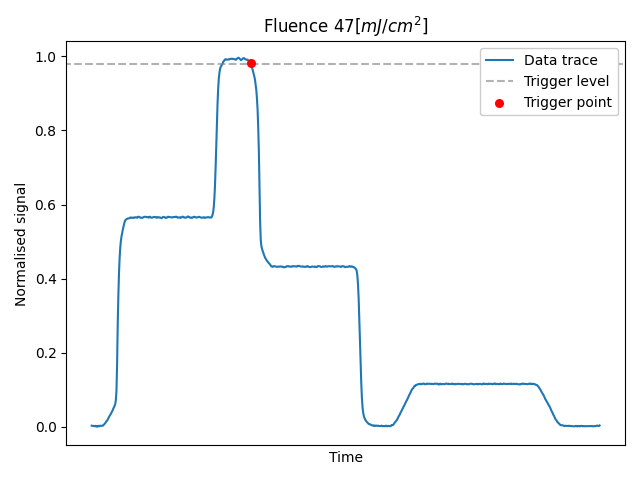 Fluence 47[mJ/cm²]
Normalised signal
1.0
0.8
0.6
0.4
0.2
0.0
Data trace
Trigger level
Trigger point
Time